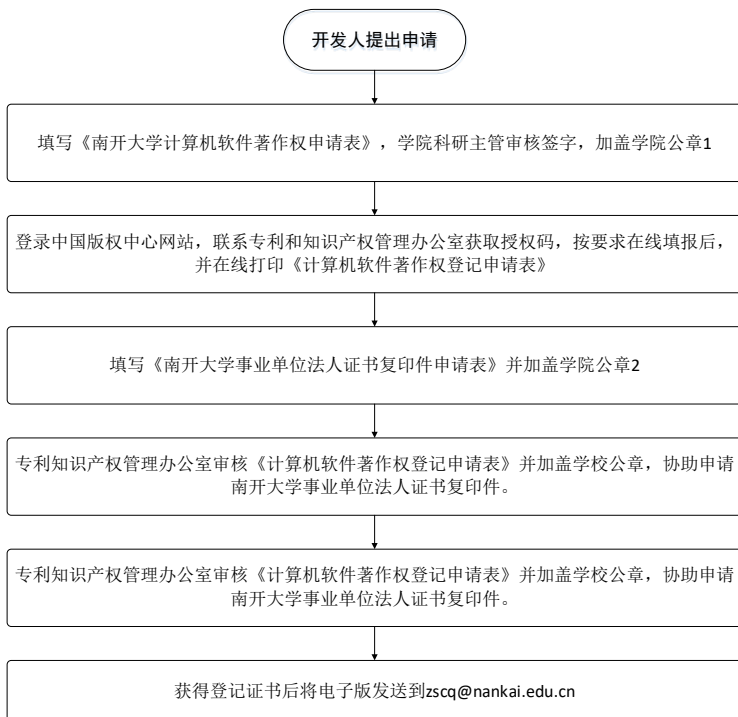 开发人提出申请
填写《南开大学计算机软件著作权申请表》，学院科研主管审核签字，加盖学院公章1
登录中国版权中心网站，联系专利和知识产权管理办公室获取授权码，按要求在线填报后，
并在线打印《计算机软件著作权登记申请表》
填写《南开大学事业单位法人证书复印件申请表》并加盖学院公章2
专利知识产权管理办公室审核《计算机软件著作权登记申请表》并加盖学校公章，协助申请
南开大学事业单位法人证书复印件。
专利知识产权管理办公室审核《计算机软件著作权登记申请表》并加盖学校公章，协助申请
南开大学事业单位法人证书复印件。
获得登记证书后将电子版发送到zscq@nankai.edu.cn